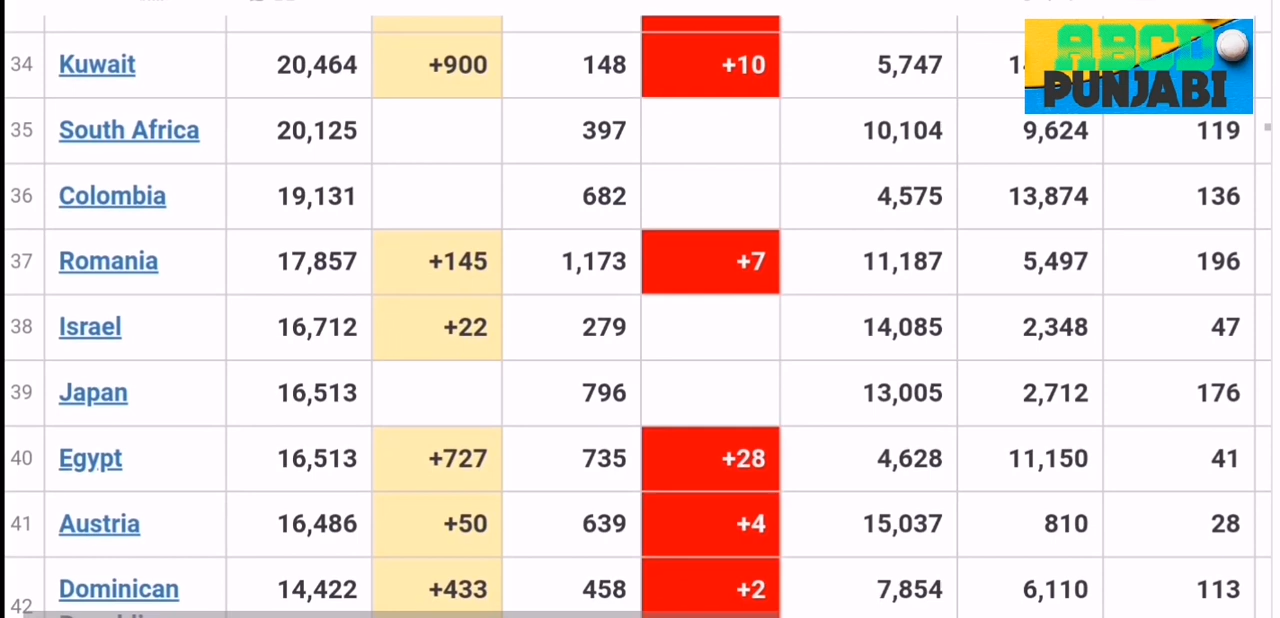 34 Kuwait 20,464 +900 148 +10 5,747
ABCD
PUNJABI
35 South Africa 20,125 397 10,104 9,624 119
36 Colombia 19,131 682 4,575 13,874 136
37 Romania 17,857 +145 1,173 +7 11,187 5,497 196
38 Israel 16,712 +22 279 14,085 2,348 47
39 Japan 16,513 796 13,005 2,712 176
40 Egypt 16,513 +727 735 +28 4,628 11,150 41
41 Austria 16,486 +50 639 +4 15,037 810 28
42 Dominican 14,422 +433 458 +2 7,854 6,110 113